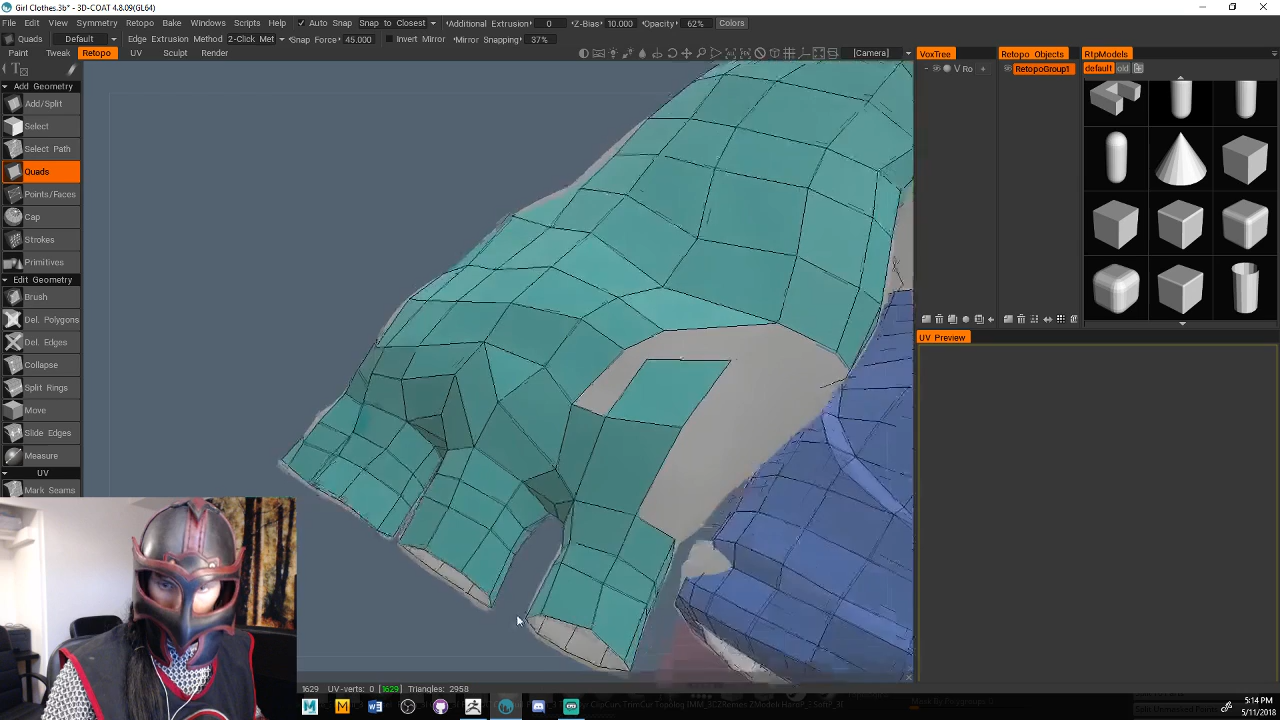 Girl Clothes.3b* - 3D-COAT 4.8.09(GL64)
File Edit View Symmetry Retopo Bake Windows Scripts Help Auto Snap Snap to Closest Additional Extrusion 0 Z-Bias 10.000 Opacity 62% Colors
Quads Default Edge Extrusion Method 2-Click Met Snap Force 45.000 Invert Mirror Mirror Snapping 37%
Paint Tweak Retopo UV Sculpt Render [Camera] VoxTree Retopo Objects RtpModels
V Ro + RetopoGroup1 default old
Add Geometry
Add/Split
Select
Select Path
Quads
Points/Faces
Cap
Strokes
Primitives
Edit Geometry
Brush
Del. Polygons
Del. Edges
Collapse
Split Rings
Move
Slide Edges
Measure
UV
Mark Seams
UV Preview
1629 UV-verts: 0 [1629] Triangles: 2958
5:14 PM
5/11/2018